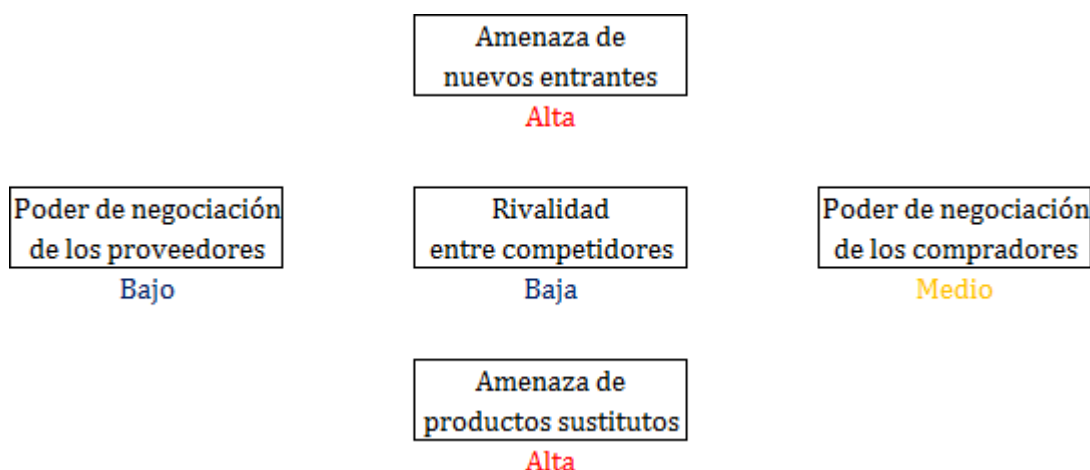 Amenaza de
nuevos entrantes
Alta
Poder de negociación
de los proveedores
Bajo
Rivalidad
entre competidores
Baja
Poder de negociación
de los compradores
Medio
Amenaza de
productos sustitutos
Alta